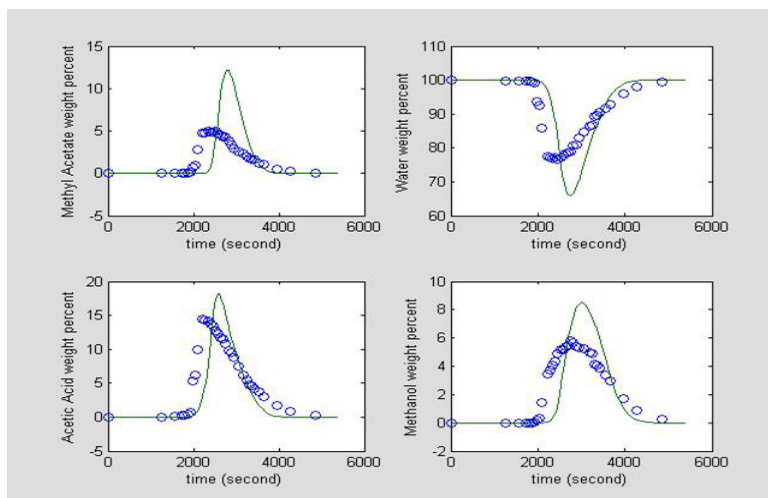 15
10
5
0
-5
0 2000 4000 6000
time (second)
Methyl Acetate weight percent
110
100
90
80
70
60
0 2000 4000 6000
time (second)
Water weight percent
20
15
10
5
0
-5
0 2000 4000 6000
time (second)
Acetic Acid weight percent
10
8
6
4
2
0
-2
0 2000 4000 6000
time (second)
Methanol weight percent